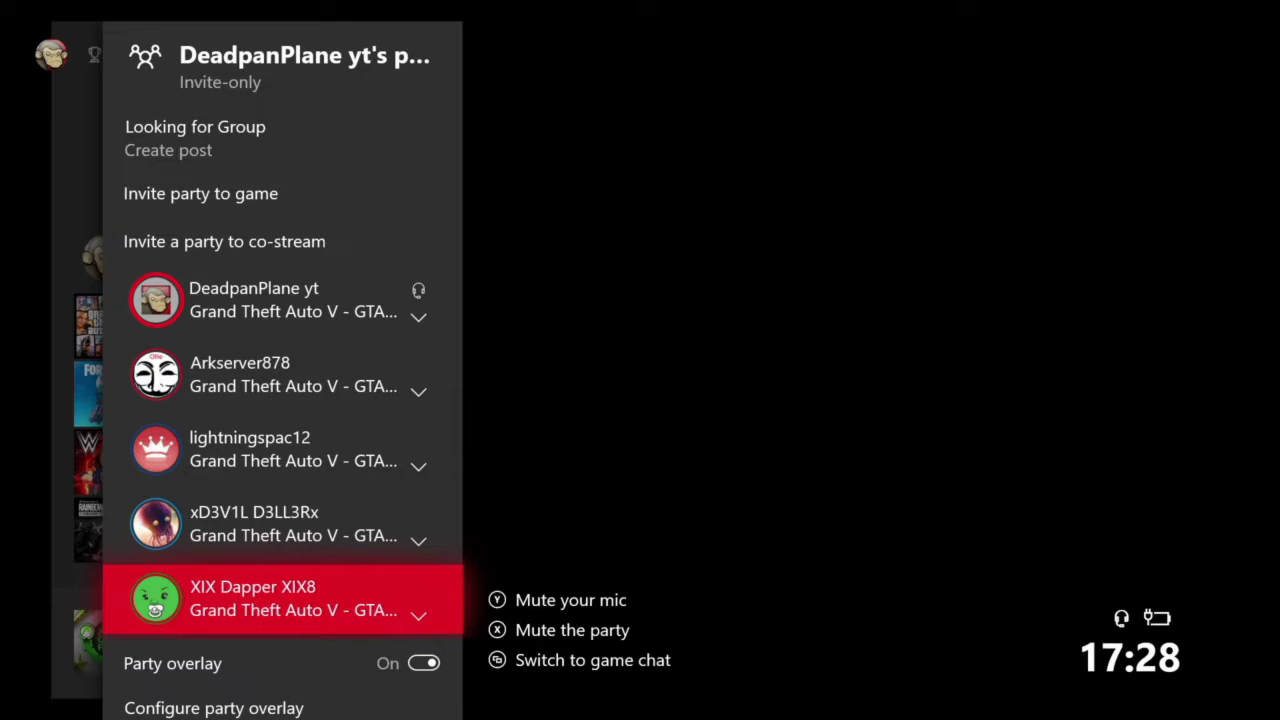 DeadpanPlane yt's p...
Invite-only
Looking for Group
Create post
Invite party to game
Invite a party to co-stream
DeadpanPlane yt
Grand Theft Auto V - GTA...
Arkserver878
Grand Theft Auto V - GTA...
lightningspac12
Grand Theft Auto V - GTA...
xD3V1L D3LL3Rx
Grand Theft Auto V - GTA...
XIX Dapper XIX8
Grand Theft Auto V - GTA...
Party overlay On
Configure party overlay
Y Mute your mic
X Mute the party
Switch to game chat
17:28